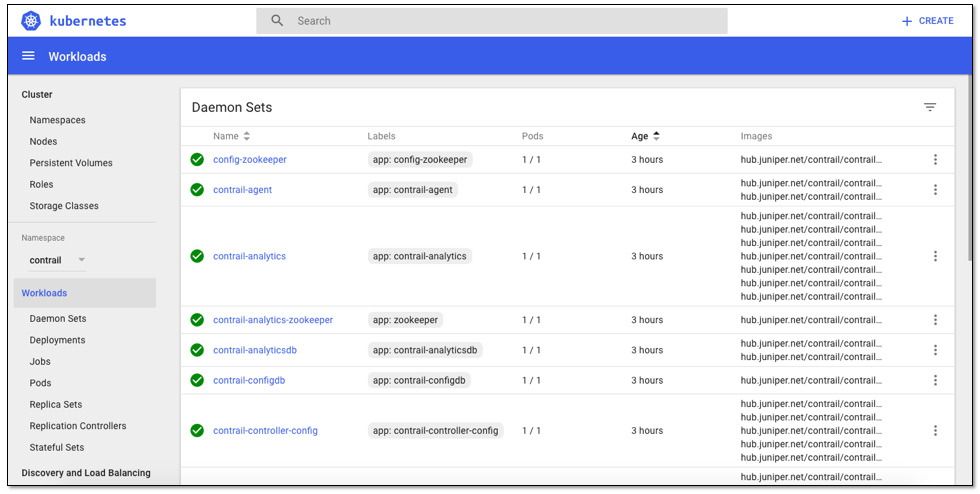 kubernetes
Search
+ CREATE
Workloads
Cluster
Namespaces
Nodes
Persistent Volumes
Roles
Storage Classes
Namespace
contrail
Workloads
Daemon Sets
Deployments
Jobs
Pods
Replica Sets
Replication Controllers
Stateful Sets
Discovery and Load Balancing
Daemon Sets
Name Labels Pods Age Images
config-zookeeper app: config-zookeeper 1 / 1 3 hours hub.juniper.net/contrail/contrail…
contrail-agent app: contrail-agent 1 / 1 3 hours hub.juniper.net/contrail/contrail…
hub.juniper.net/contrail/contrail…
contrail-analytics app: contrail-analytics 1 / 1 3 hours hub.juniper.net/contrail/contrail…
hub.juniper.net/contrail/contrail…
hub.juniper.net/contrail/contrail…
hub.juniper.net/contrail/contrail…
hub.juniper.net/contrail/contrail…
hub.juniper.net/contrail/contrail…
hub.juniper.net/contrail/contrail…
contrail-analytics-zookeeper app: zookeeper 1 / 1 3 hours hub.juniper.net/contrail/contrail…
contrail-analyticsdb app: contrail-analyticsdb 1 / 1 3 hours hub.juniper.net/contrail/contrail…
hub.juniper.net/contrail/contrail…
contrail-configdb app: contrail-configdb 1 / 1 3 hours hub.juniper.net/contrail/contrail…
contrail-controller-config app: contrail-controller-config 1 / 1 3 hours hub.juniper.net/contrail/contrail…
hub.juniper.net/contrail/contrail…
hub.juniper.net/contrail/contrail…
hub.juniper.net/contrail/contrail…
hub.juniper.net/contrail/contrail…
hub.juniper.net/contrail/contrail…